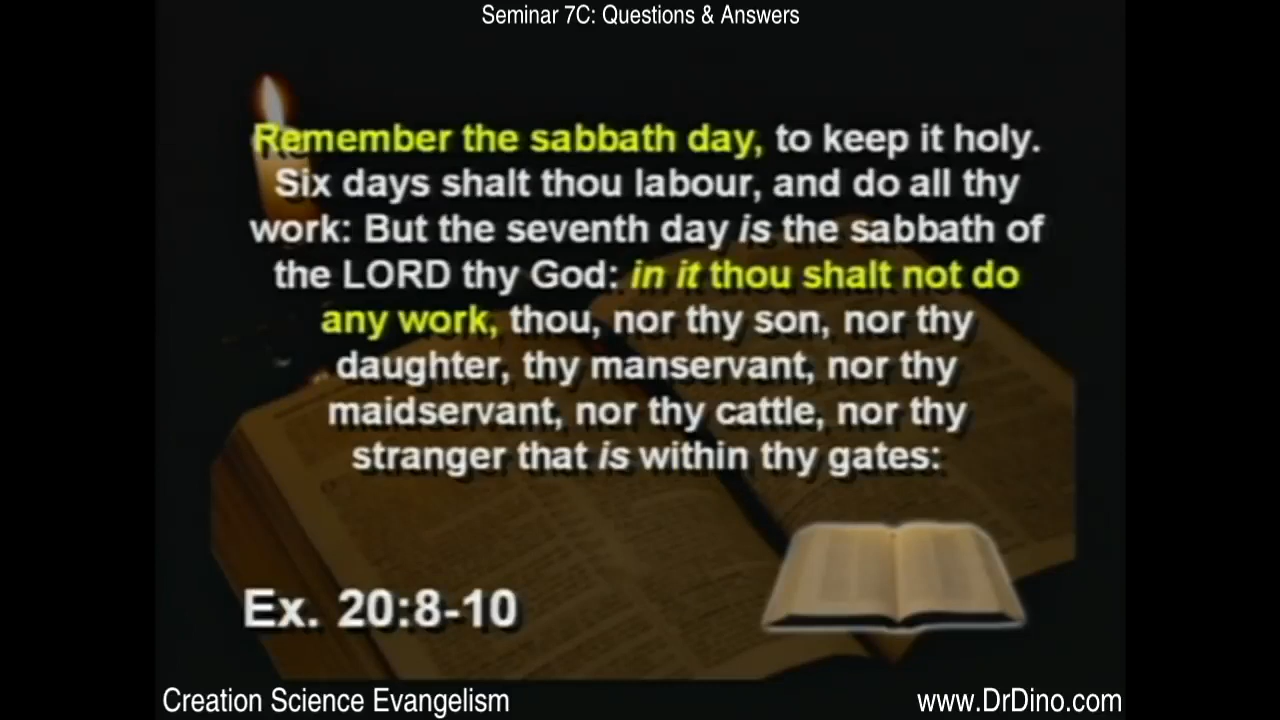 Seminar 7C: Questions & Answers
Remember the sabbath day, to keep it holy.
Six days shalt thou labour, and do all thy
work: But the seventh day is the sabbath of
the LORD thy God: in it thou shalt not do
any work, thou, nor thy son, nor thy
daughter, thy manservant, nor thy
maidservant, nor thy cattle, nor thy
stranger that is within thy gates:
Ex. 20:8-10
Creation Science Evangelism
www.DrDino.com